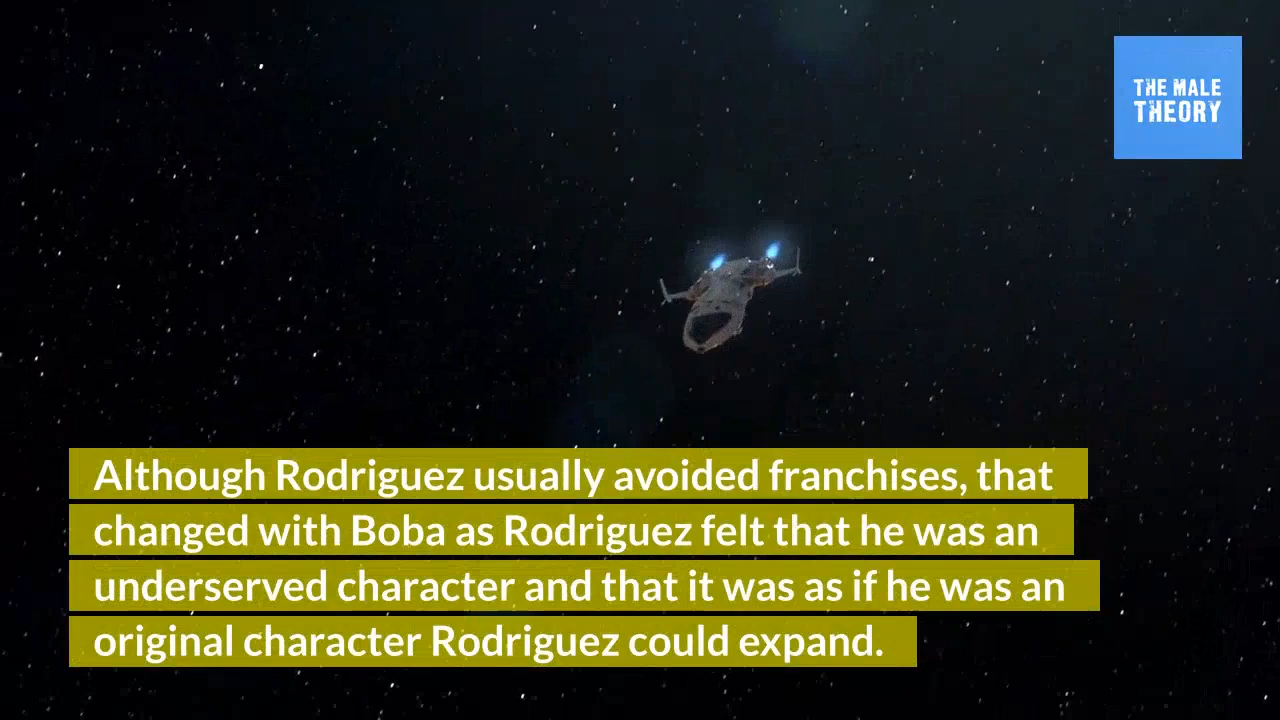 THE MALE
THEORY
Although Rodriguez usually avoided franchises, that
changed with Boba as Rodriguez felt that he was an
underserved character and that it was as if he was an
original character Rodriguez could expand.